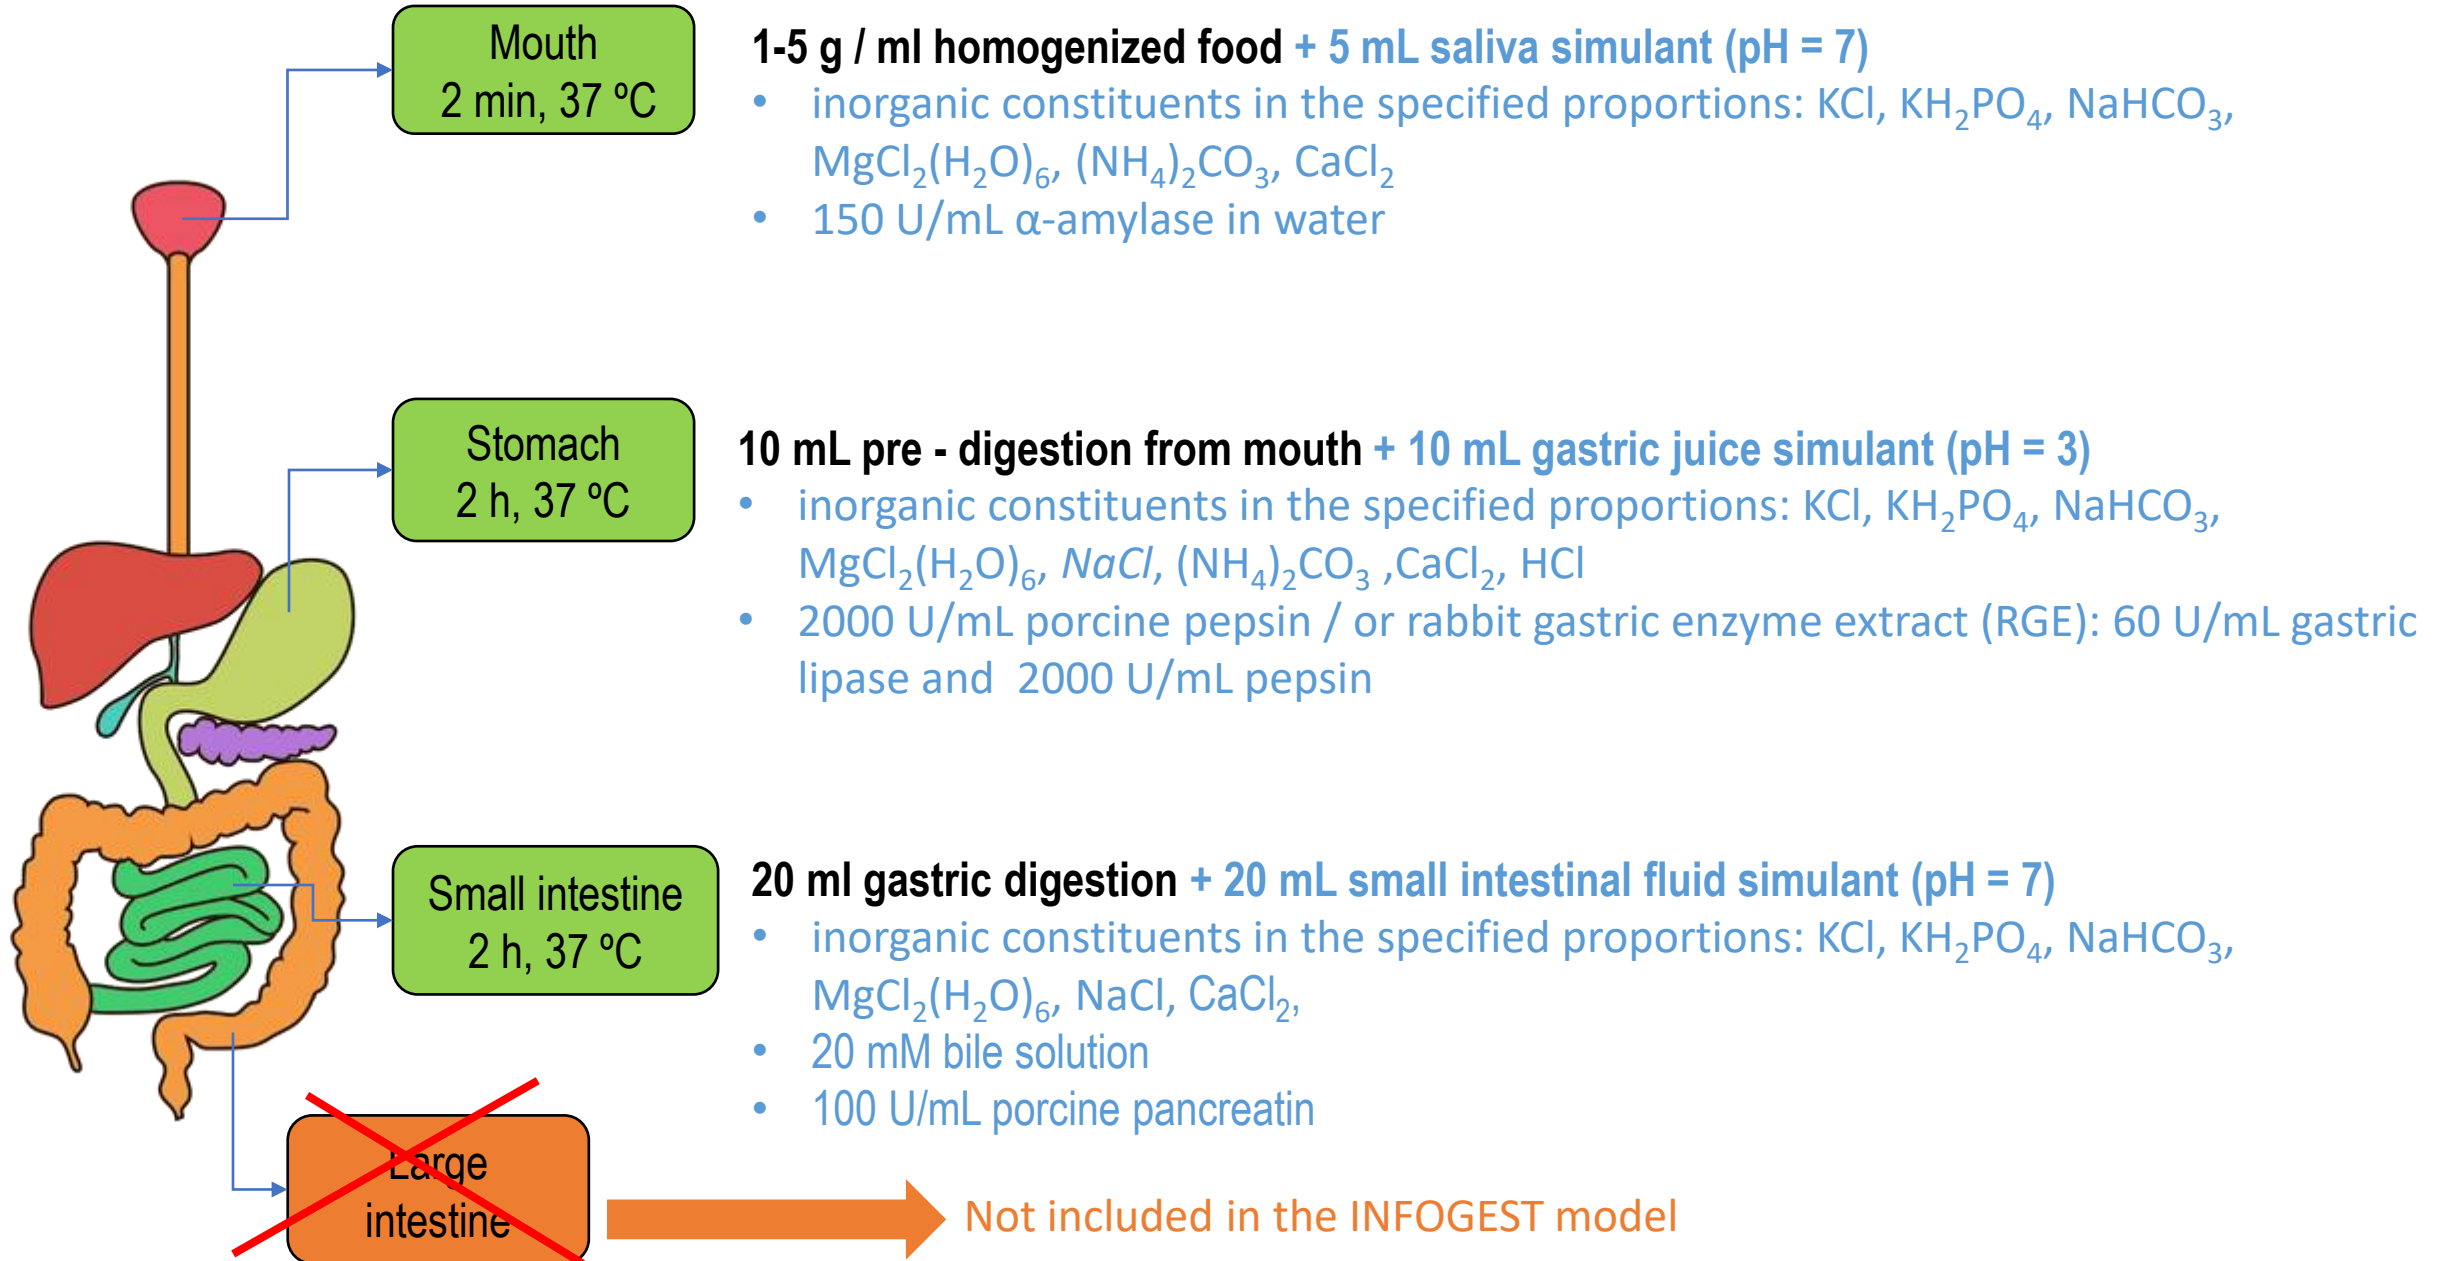 Mouth
2 min, 37 ºC
1-5 g / ml homogenized food + 5 mL saliva simulant (pH = 7)
• inorganic constituents in the specified proportions: KCl, KH₂PO₄, NaHCO₃,
MgCl₂(H₂O)₆, (NH₄)₂CO₃, CaCl₂
• 150 U/mL α-amylase in water
Stomach
2 h, 37 ºC
10 mL pre - digestion from mouth + 10 mL gastric juice simulant (pH = 3)
• inorganic constituents in the specified proportions: KCl, KH₂PO₄, NaHCO₃,
MgCl₂(H₂O)₆, NaCl, (NH₄)₂CO₃ ,CaCl₂, HCl
• 2000 U/mL porcine pepsin / or rabbit gastric enzyme extract (RGE): 60 U/mL gastric
lipase and 2000 U/mL pepsin
Small intestine
2 h, 37 ºC
20 ml gastric digestion + 20 mL small intestinal fluid simulant (pH = 7)
• inorganic constituents in the specified proportions: KCl, KH₂PO₄, NaHCO₃,
MgCl₂(H₂O)₆, NaCl, CaCl₂,
• 20 mM bile solution
• 100 U/mL porcine pancreatin
Large
intestine
Not included in the INFOGEST model